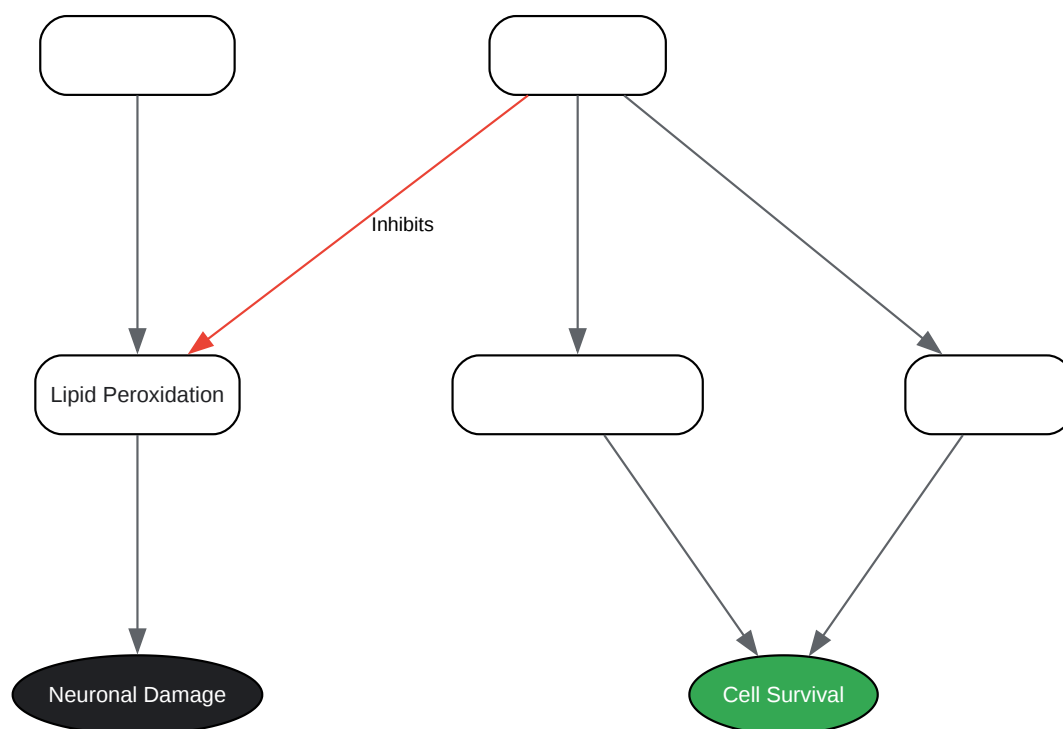 Inhibits
Lipid Peroxidation
Neuronal Damage
Cell Survival